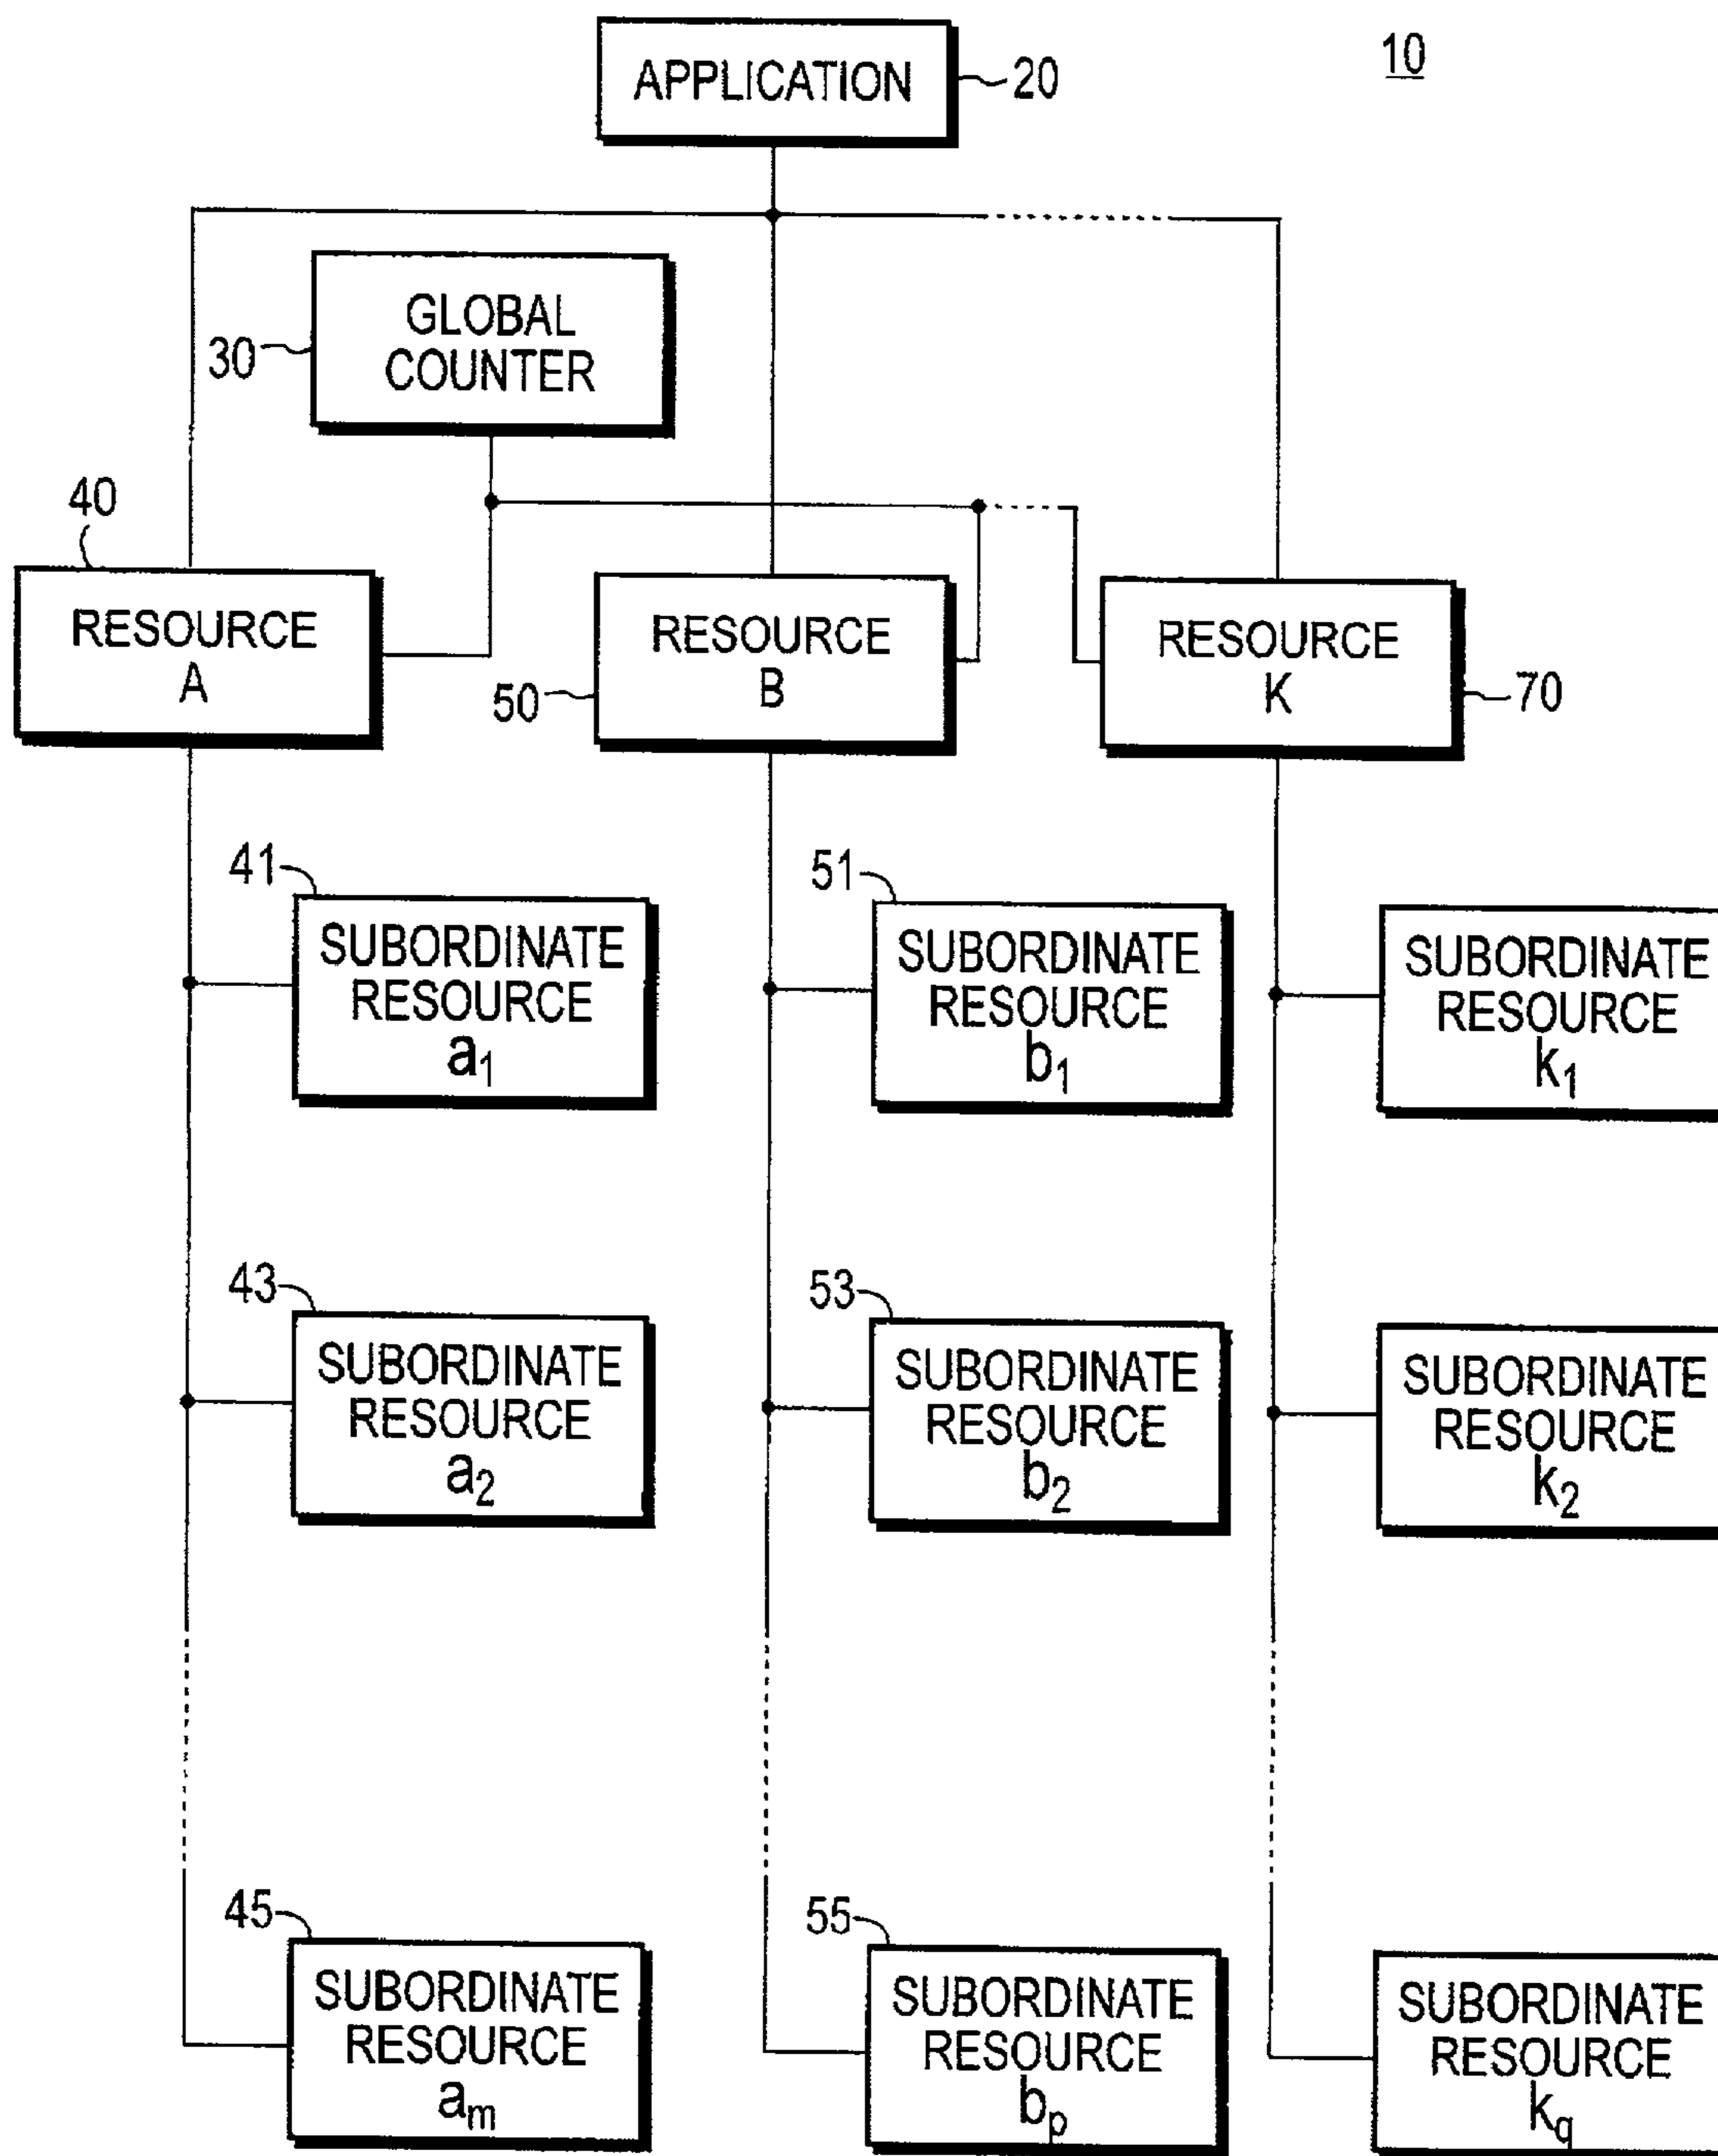 10
APPLICATION
20
GLOBAL
COUNTER
30
40
RESOURCE
A
RESOURCE
B
50
RESOURCE
K
70
41
SUBORDINATE
RESOURCE
a₁
51
SUBORDINATE
RESOURCE
b₁
SUBORDINATE
RESOURCE
k₁
43
SUBORDINATE
RESOURCE
a₂
53
SUBORDINATE
RESOURCE
b₂
SUBORDINATE
RESOURCE
k₂
45
SUBORDINATE
RESOURCE
aₘ
55
SUBORDINATE
RESOURCE
bₚ
SUBORDINATE
RESOURCE
k_q